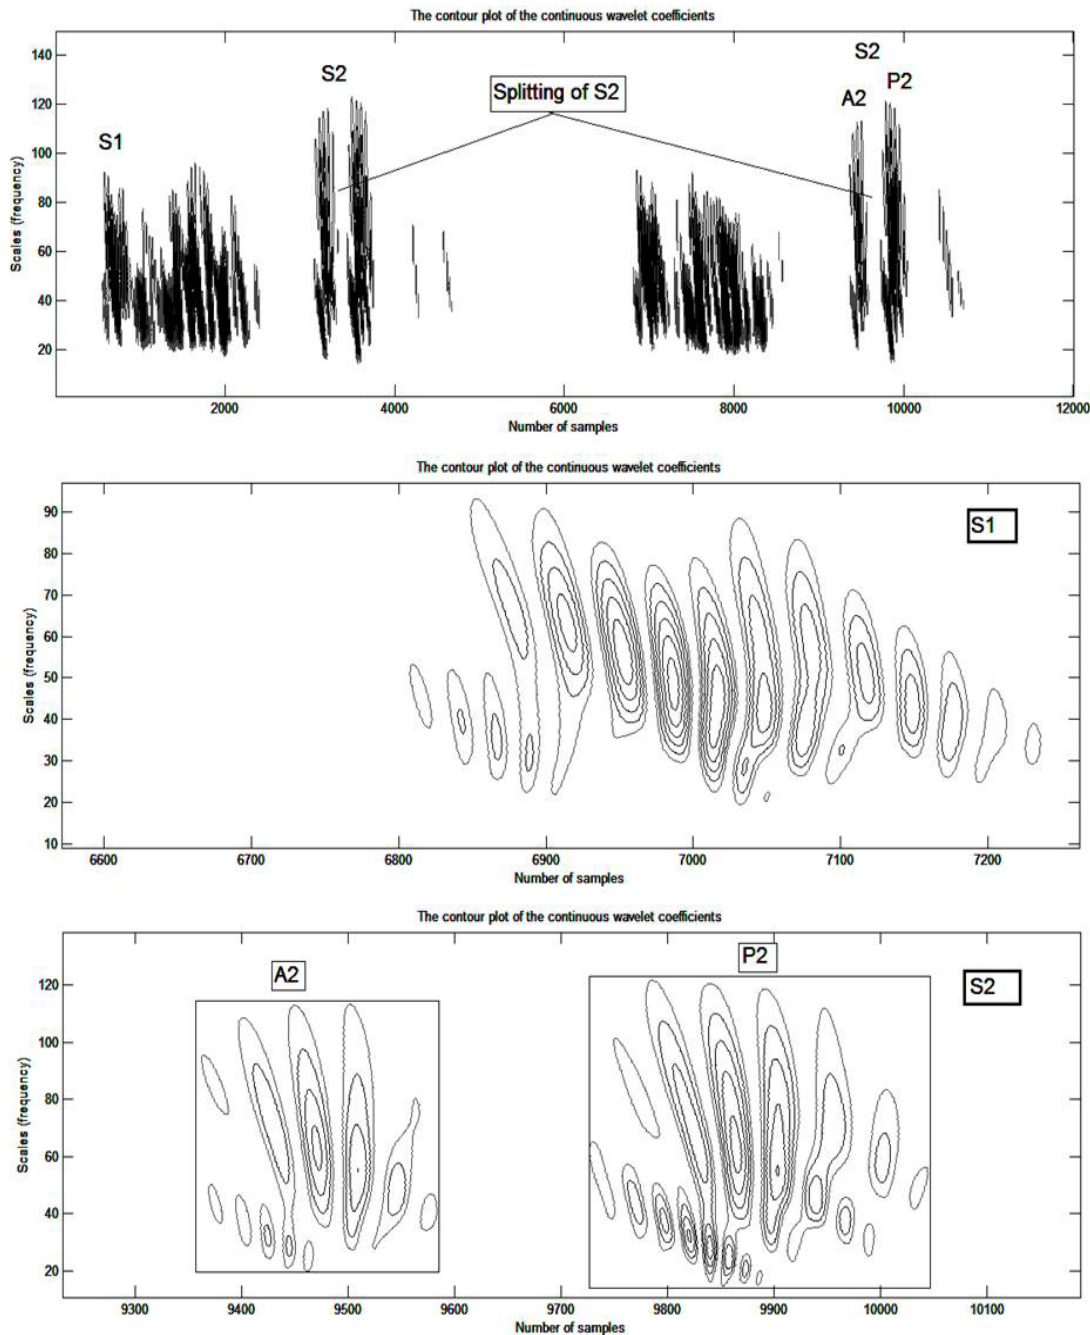 The contour plot of the continuous wavelet coefficients
140
120
100
80
60
40
20
Scales (frequency)
S1
S2
Splitting of S2
S2
A2
P2
2000
4000
6000
8000
10000
12000
Number of samples
The contour plot of the continuous wavelet coefficients
90
80
70
60
50
40
30
20
10
Scales (frequency)
S1
6600
6700
6800
6900
7000
7100
7200
Number of samples
The contour plot of the continuous wavelet coefficients
120
100
80
60
40
20
Scales (frequency)
A2
P2
S2
9300
9400
9500
9600
9700
9800
9900
10000
10100
Number of samples